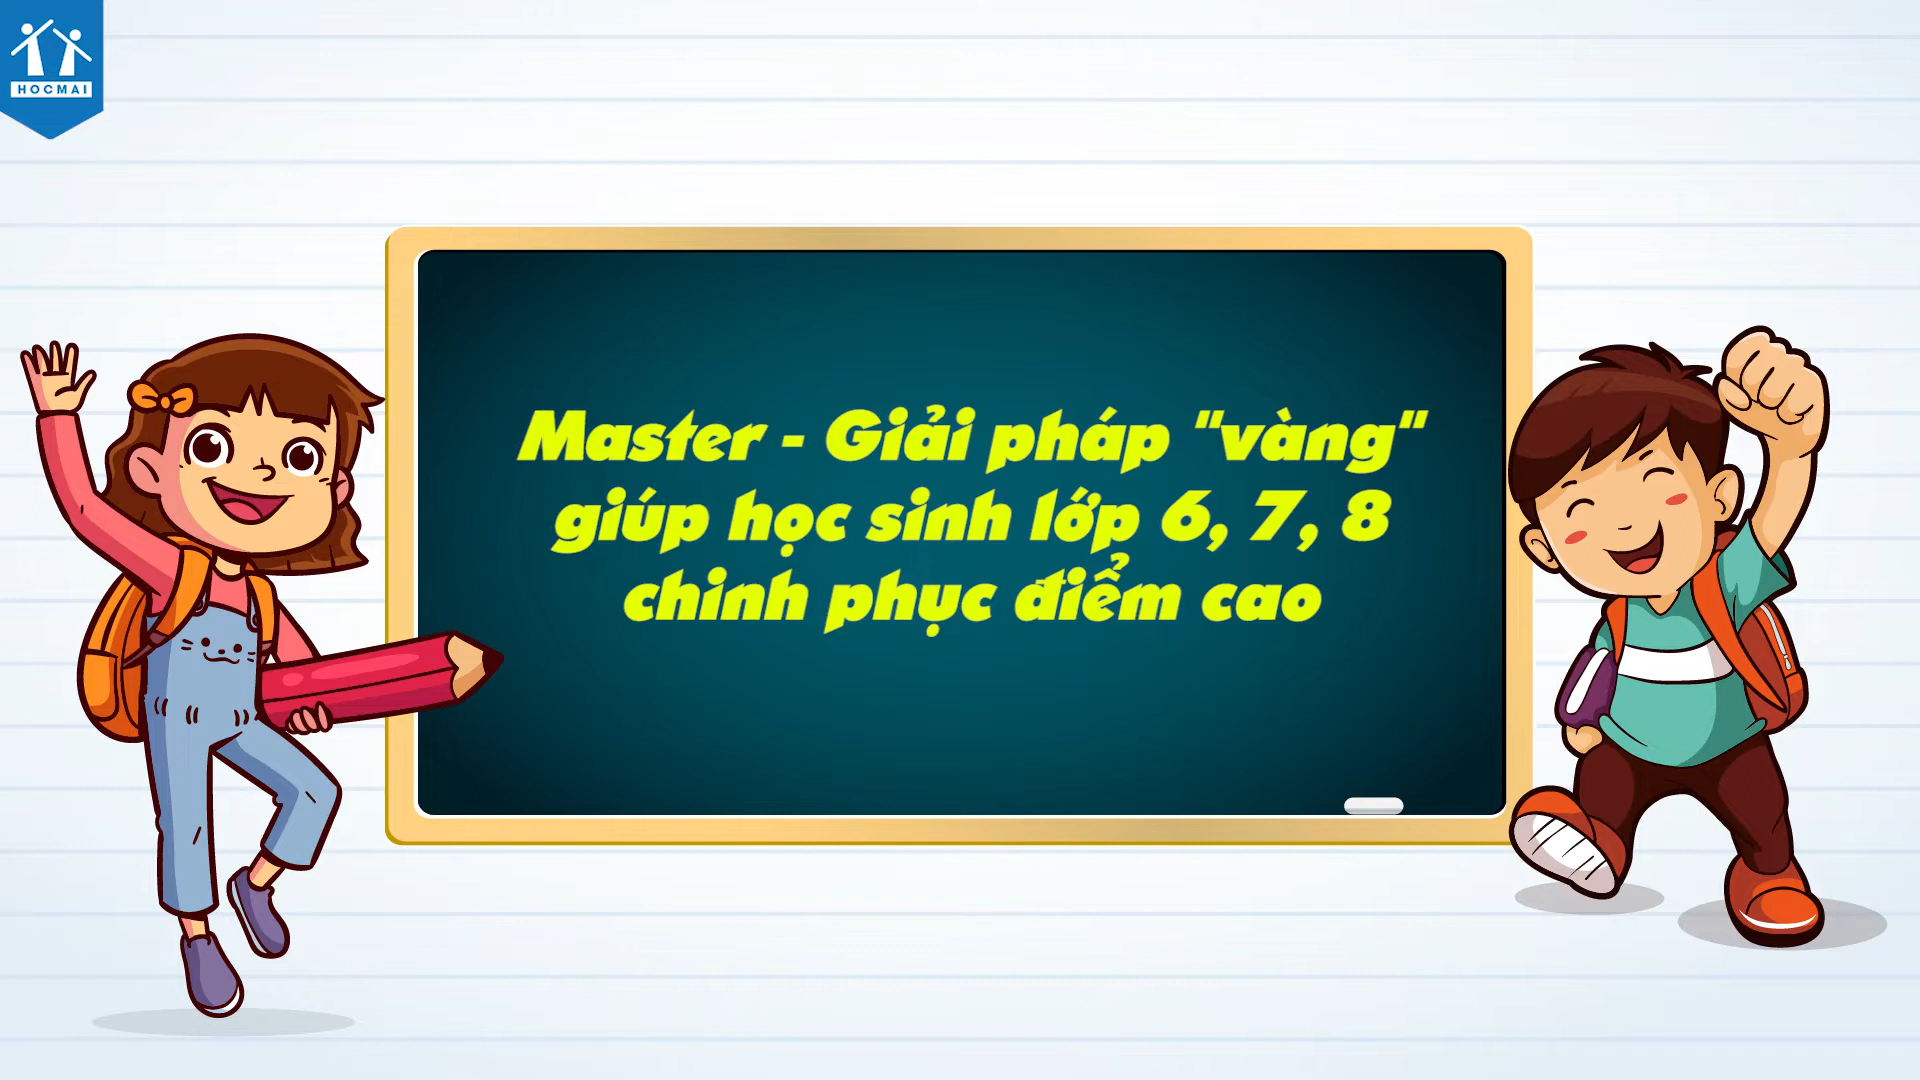 HOCMAI
Master - Giải pháp "vàng"
giúp học sinh lớp 6, 7, 8
chinh phục điểm cao